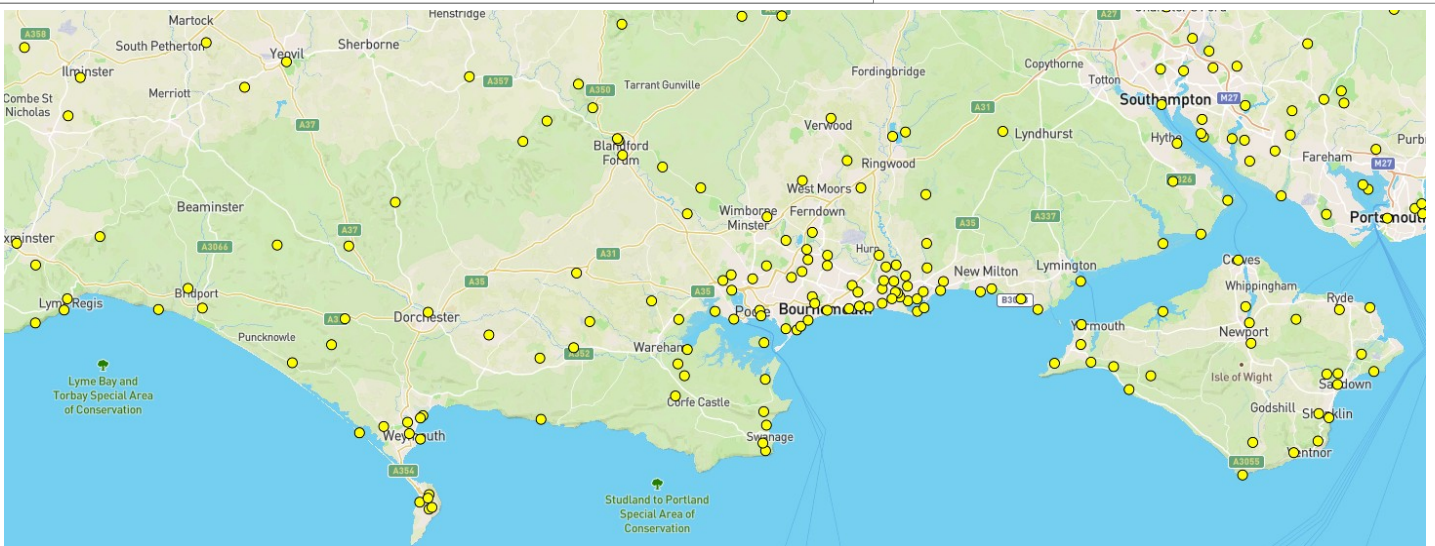 Henstridge
Martock
A27
A358
South Petherton
Sherborne
Yeovil
Copythorne
Ilminster
A357
Fordingbridge
Totton
A350
Tarrant Gunville
Merriott
Combe St
Nicholas
Southampton
M27
A31
A37
Verwood
Lyndhurst
Hythe
Blandford
Forum
Fareham
M27
Ringwood
West Moors
Beaminster
Wimborne
Minster
Ferndown
A337
Portsmouth
A35
A37
A3066
A31
Hurn
Cowes
New Milton
Lymington
A35
Whippingham
A35
Bridport
Lyme Regis
Ryde
Poole
Bournemouth
Dorchester
Yarmouth
Newport
Puncknowle
Wareham
A352
Lyme Bay and
Torbay Special Area
of Conservation
Isle of Wight
Sandown
Corfe Castle
Godshill
Shanklin
Weymouth
Swanage
Ventnor
A3055
A354
Studland to Portland
Special Area of
Conservation